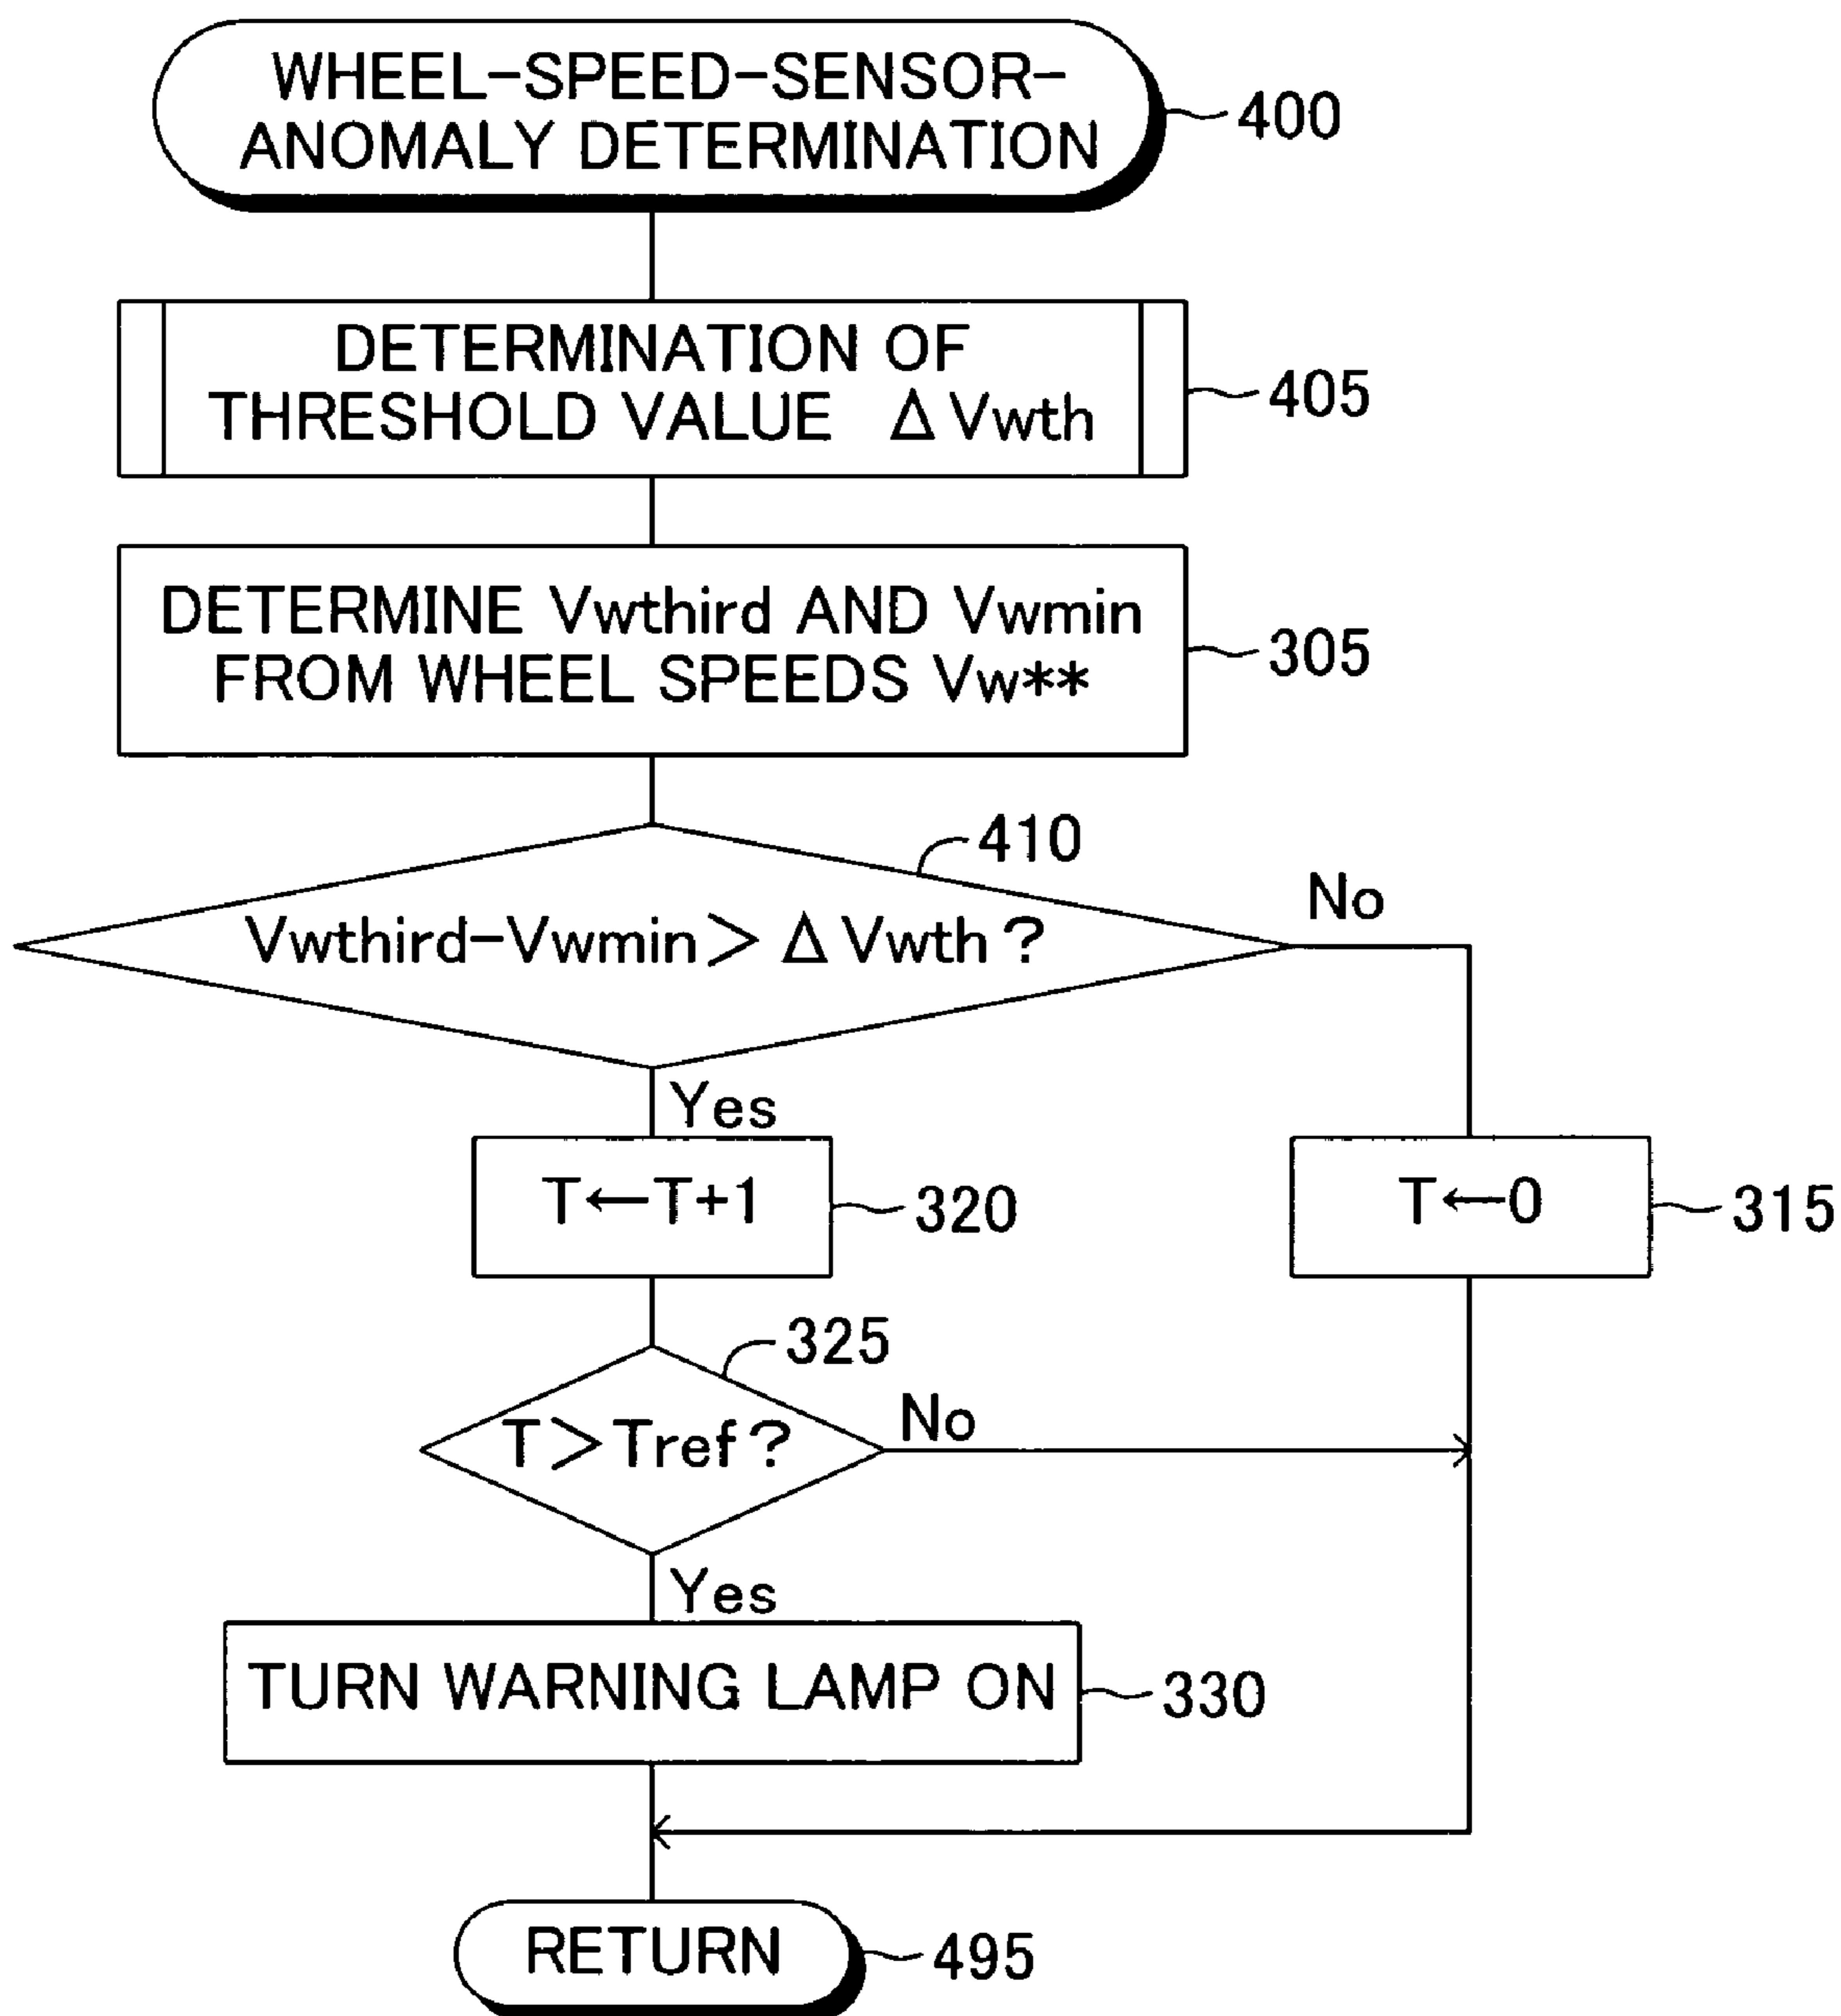 WHEEL-SPEED-SENSOR-
ANOMALY DETERMINATION
400
DETERMINATION OF
THRESHOLD VALUE Δ Vwth
405
DETERMINE Vwthird AND Vwmin
FROM WHEEL SPEEDS Vw**
305
410
Vwthird-Vwmin > Δ Vwth ?
No
Yes
T←T+1
320
T←0
315
325
T>Tref?
No
Yes
TURN WARNING LAMP ON
330
RETURN
495